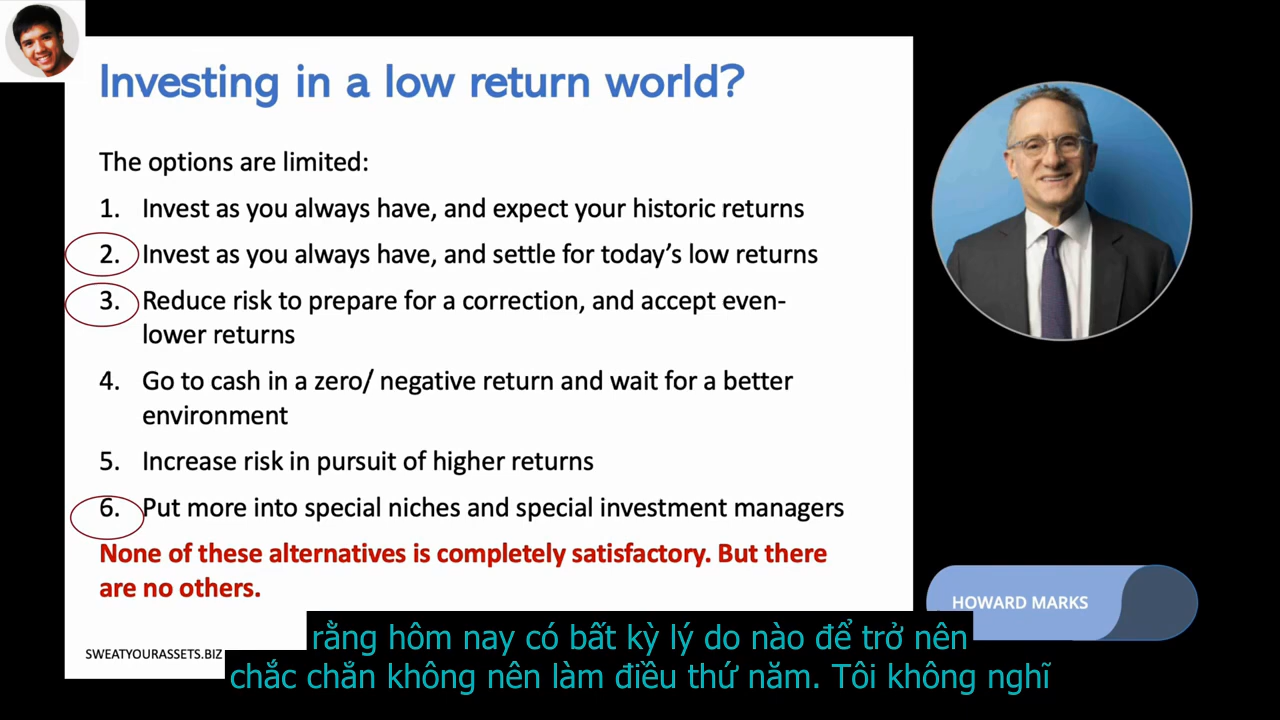 Investing in a low return world?
The options are limited:
1. Invest as you always have, and expect your historic returns
2. Invest as you always have, and settle for today's low returns
3. Reduce risk to prepare for a correction, and accept even-
lower returns
4. Go to cash in a zero/ negative return and wait for a better
environment
5. Increase risk in pursuit of higher returns
6. Put more into special niches and special investment managers
None of these alternatives is completely satisfactory. But there
are no others.
HOWARD MARKS
SWEATYOURASSETS.BIZ
rằng hôm nay có bất kỳ lý do nào để trở nên
chắc chắn không nên làm điều thứ năm. Tôi không nghĩ